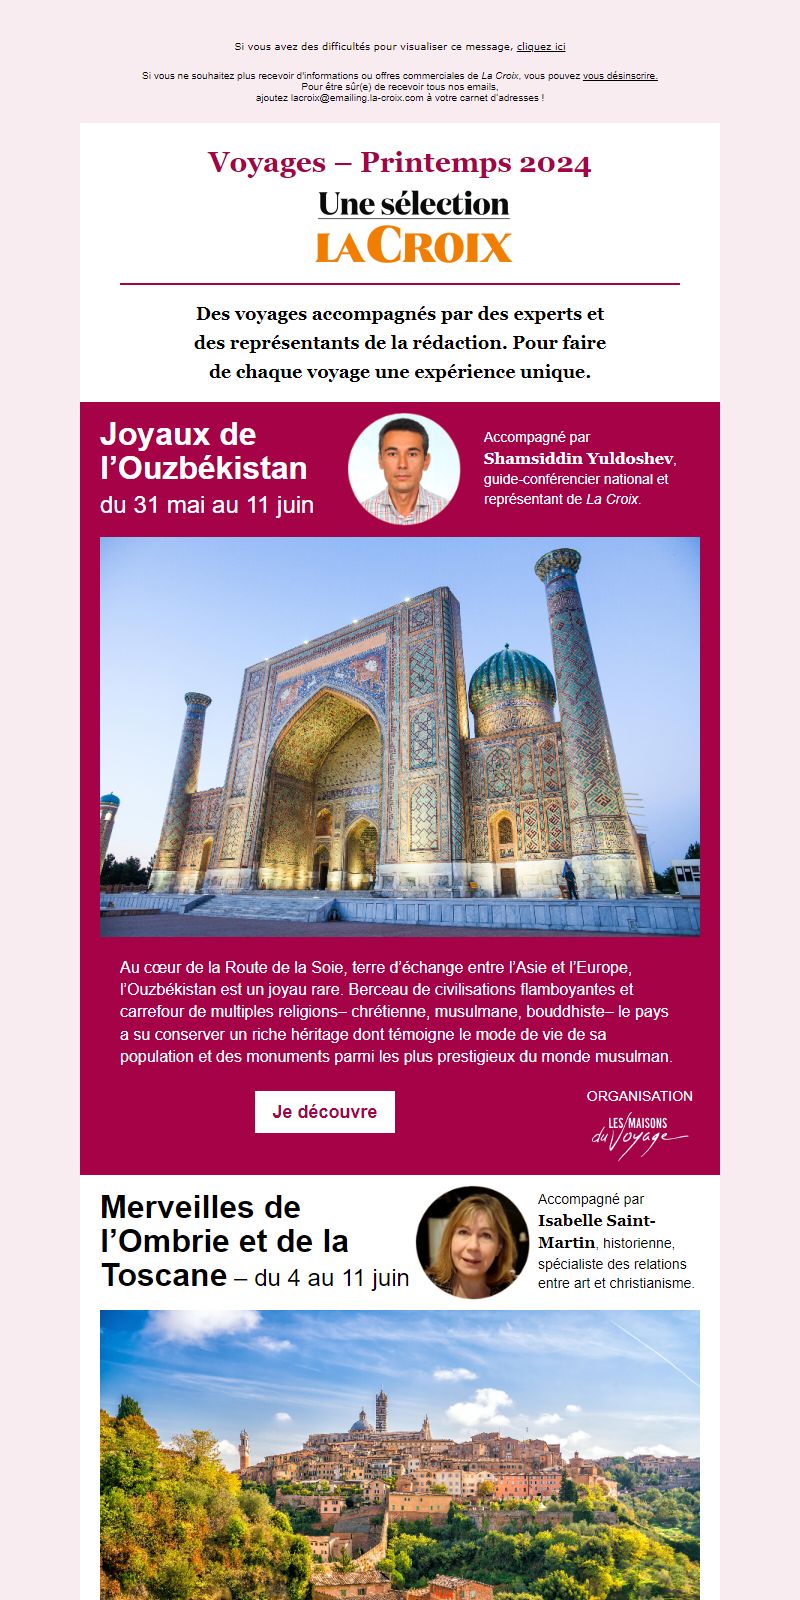 Si vous avez des difficultés pour visualiser ce message, cliquez ici
Si vous ne souhaitez plus recevoir d'informations ou offres commerciales de La Croix, vous pouvez vous désinscrire.
Pour être sûr(e) de recevoir tous nos emails,
ajoutez lacroix@emailing.la-croix.com à votre carnet d'adresses !
Voyages – Printemps 2024
Une sélection
LA CROIX
Des voyages accompagnés par des experts et
des représentants de la rédaction. Pour faire
de chaque voyage une expérience unique.
Joyaux de
l’Ouzbékistan
du 31 mai au 11 juin
Accompagné par
Shamsiddin Yuldoshev,
guide-conférencier national et
représentant de La Croix.
Au cœur de la Route de la Soie, terre d’échange entre l’Asie et l’Europe,
l’Ouzbékistan est un joyau rare. Berceau de civilisations flamboyantes et
carrefour de multiples religions– chrétienne, musulmane, bouddhiste– le pays
a su conserver un riche héritage dont témoigne le mode de vie de sa
population et des monuments parmi les plus prestigieux du monde musulman.
Je découvre
ORGANISATION
LES MAISONS
du Voyage
Merveilles de
l’Ombrie et de la
Toscane – du 4 au 11 juin
Accompagné par
Isabelle Saint-
Martin, historienne,
spécialiste des relations
entre art et christianisme.